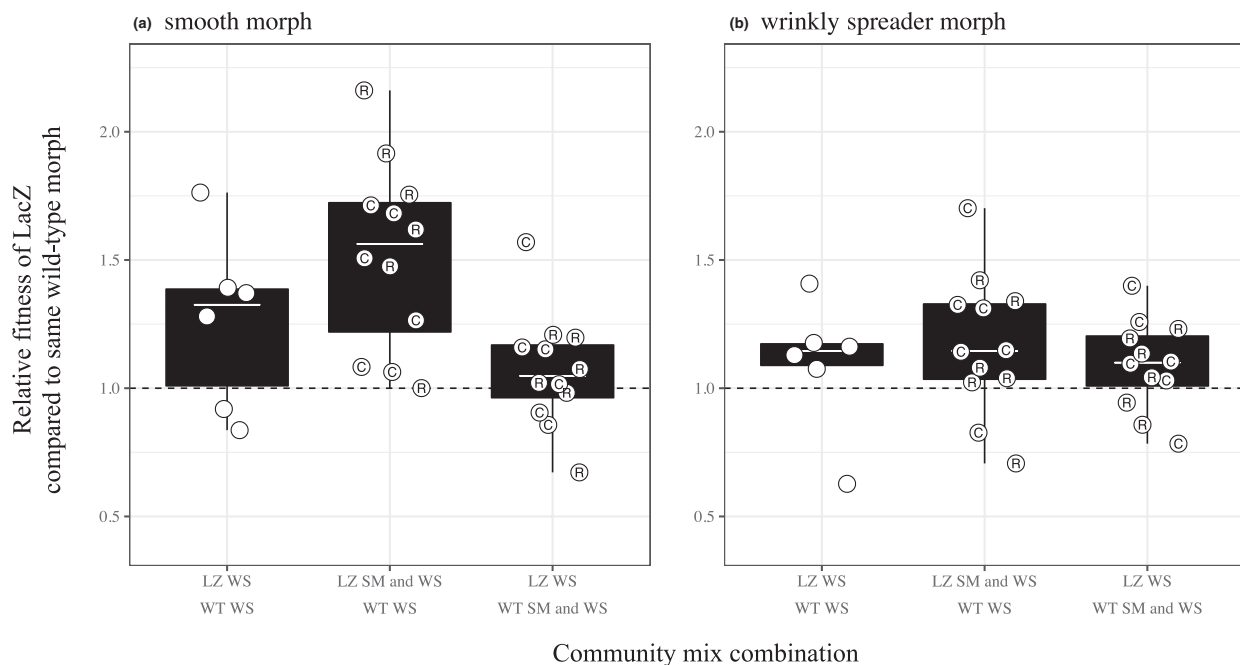 (a) smooth morph
(b) wrinkly spreader morph
Relative fitness of LacZ
compared to same wild-type morph
2.0
1.5
1.0
0.5
R
R
R
C
C
R
C
R
C
C
C
R
C
R
R
C
C
R
R
C
R
C
C
R
LZ WS
WT WS
LZ SM and WS
WT WS
LZ WS
WT SM and WS
2.0
1.5
1.0
0.5
C
R
R
C
C
C
C
R
R
R
C
R
C
C
R
R
R
C
C
R
C
R
R
C
LZ WS
WT WS
LZ SM and WS
WT WS
LZ WS
WT SM and WS
Community mix combination